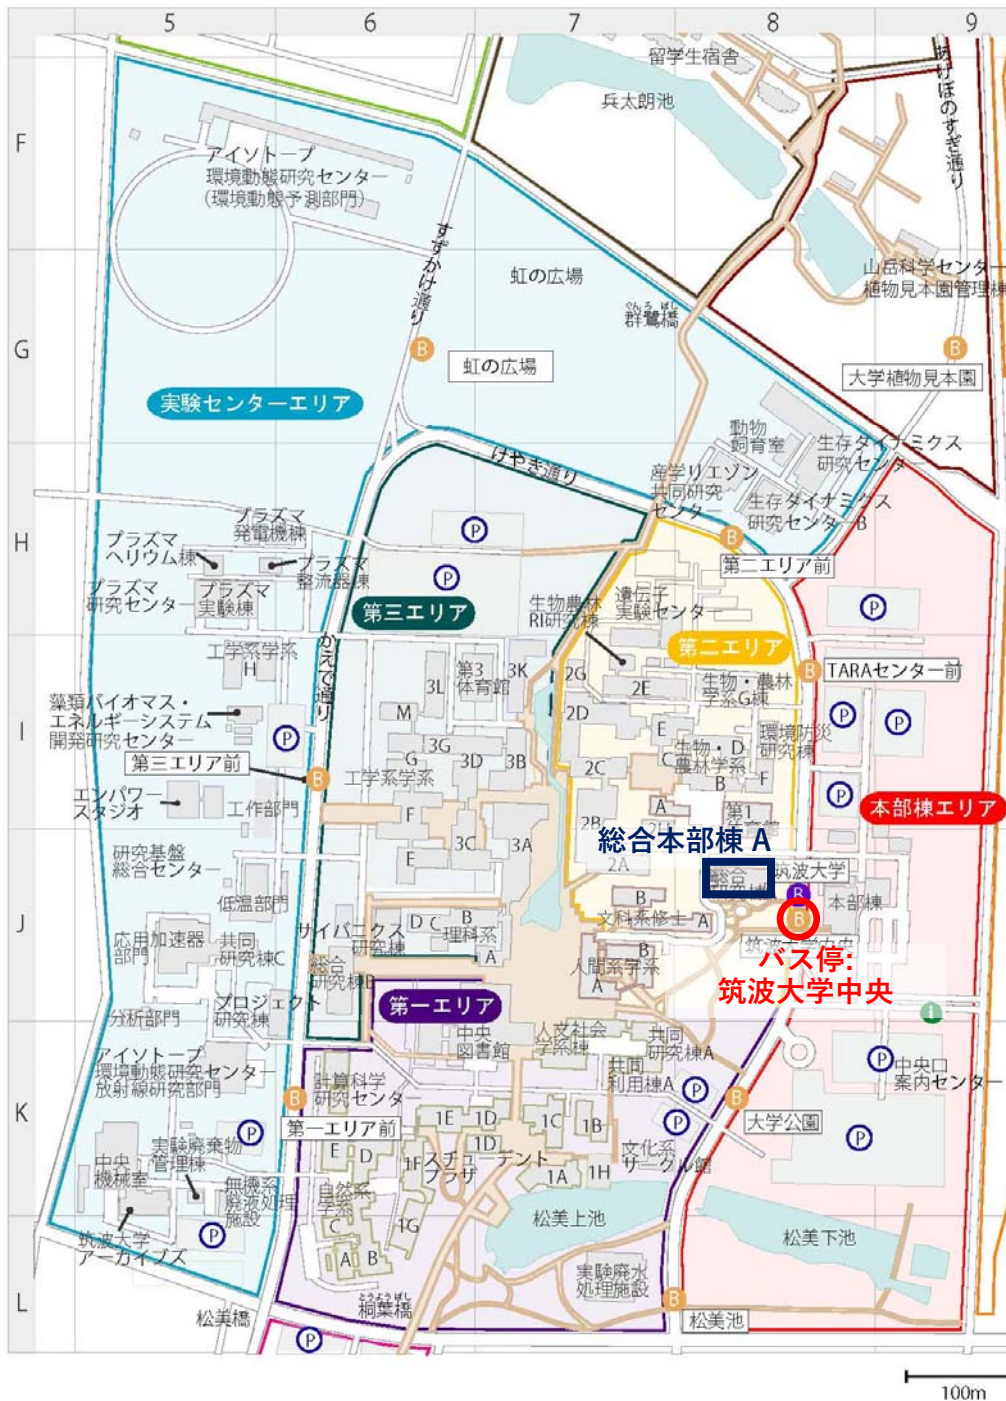 5
6
7
8
9
F
G
H
I
J
K
L
留学生宿舎
兵太朗池
あけぼのすぎ通り
アイソトープ
環境動態研究センター
(環境動態予測部門)
すずかけ通り
虹の広場
ぐんろばし
群鷺橋
山岳科学センター
植物見本園管理棟
B
虹の広場
B
大学植物見本園
実験センターエリア
けやき通り
動物
飼育室
生存ダイナミクス
研究センター
産学リエゾン
共同研究
センター
生存ダイナミクス
研究センターB
プラズマ
発電機棟
プラズマ
ヘリウム棟
プラズマ
整流器棟
プラズマ
研究センター
プラズマ
実験棟
P
P
第三エリア
B
第二エリア前
遺伝子
実験センター
生物農林
RI研究棟
P
第二エリア
かえで通り
工学系学系
H
藻類バイオマス・
エネルギーシステム
開発研究センター
P
第三エリア前
B
エンパワー
スタジオ
工作部門
第3
体育館
3K
3L
M
3G
G
3D
3B
工学系学系
F
3C
3A
E
2G
2E
2D
生物・農林
学系G棟
E
生物・D
農林学系
C
B
F
環境防災
研究棟
2C
A
2B
2H
第1
体育館
2A
B
TARAセンター前
P
P
P
本部棟エリア
総合本部棟 A
総合
研究棟
筑波大学
B
B
本部棟
筑波大学中央
バス停:
筑波大学中央
研究基盤
総合センター
低温部門
応用加速器
部門
共同
研究棟C
サイバニクス
研究棟
D
C
B
理科系
A
B
文科系修士
A
B
人間系学系
A
総合
研究棟B
プロジェクト
研究棟
分析部門
第一エリア
i
中央
図書館
人文社会
学系棟
共同
研究棟A
共同
利用棟A
P
P
B
大学公園
P
中央口
案内センター
P
アイソトープ
環境動態研究センター
放射線研究部門
計算科学
研究センター
B
第一エリア前
P
実験廃棄物
管理棟
中央
機械室
無機系
廃液処理
施設
P
筑波大学
アーカイブズ
E
D
自然系
学系
C
A
B
1E
1D
1D
1F
スチューデント
プラザ
1G
1C
1B
1A
1H
文化系
サークル館
松美上池
松美下池
実験廃水
処理施設
とうようばし
桐葉橋
松美橋
P
B
松美池
100m